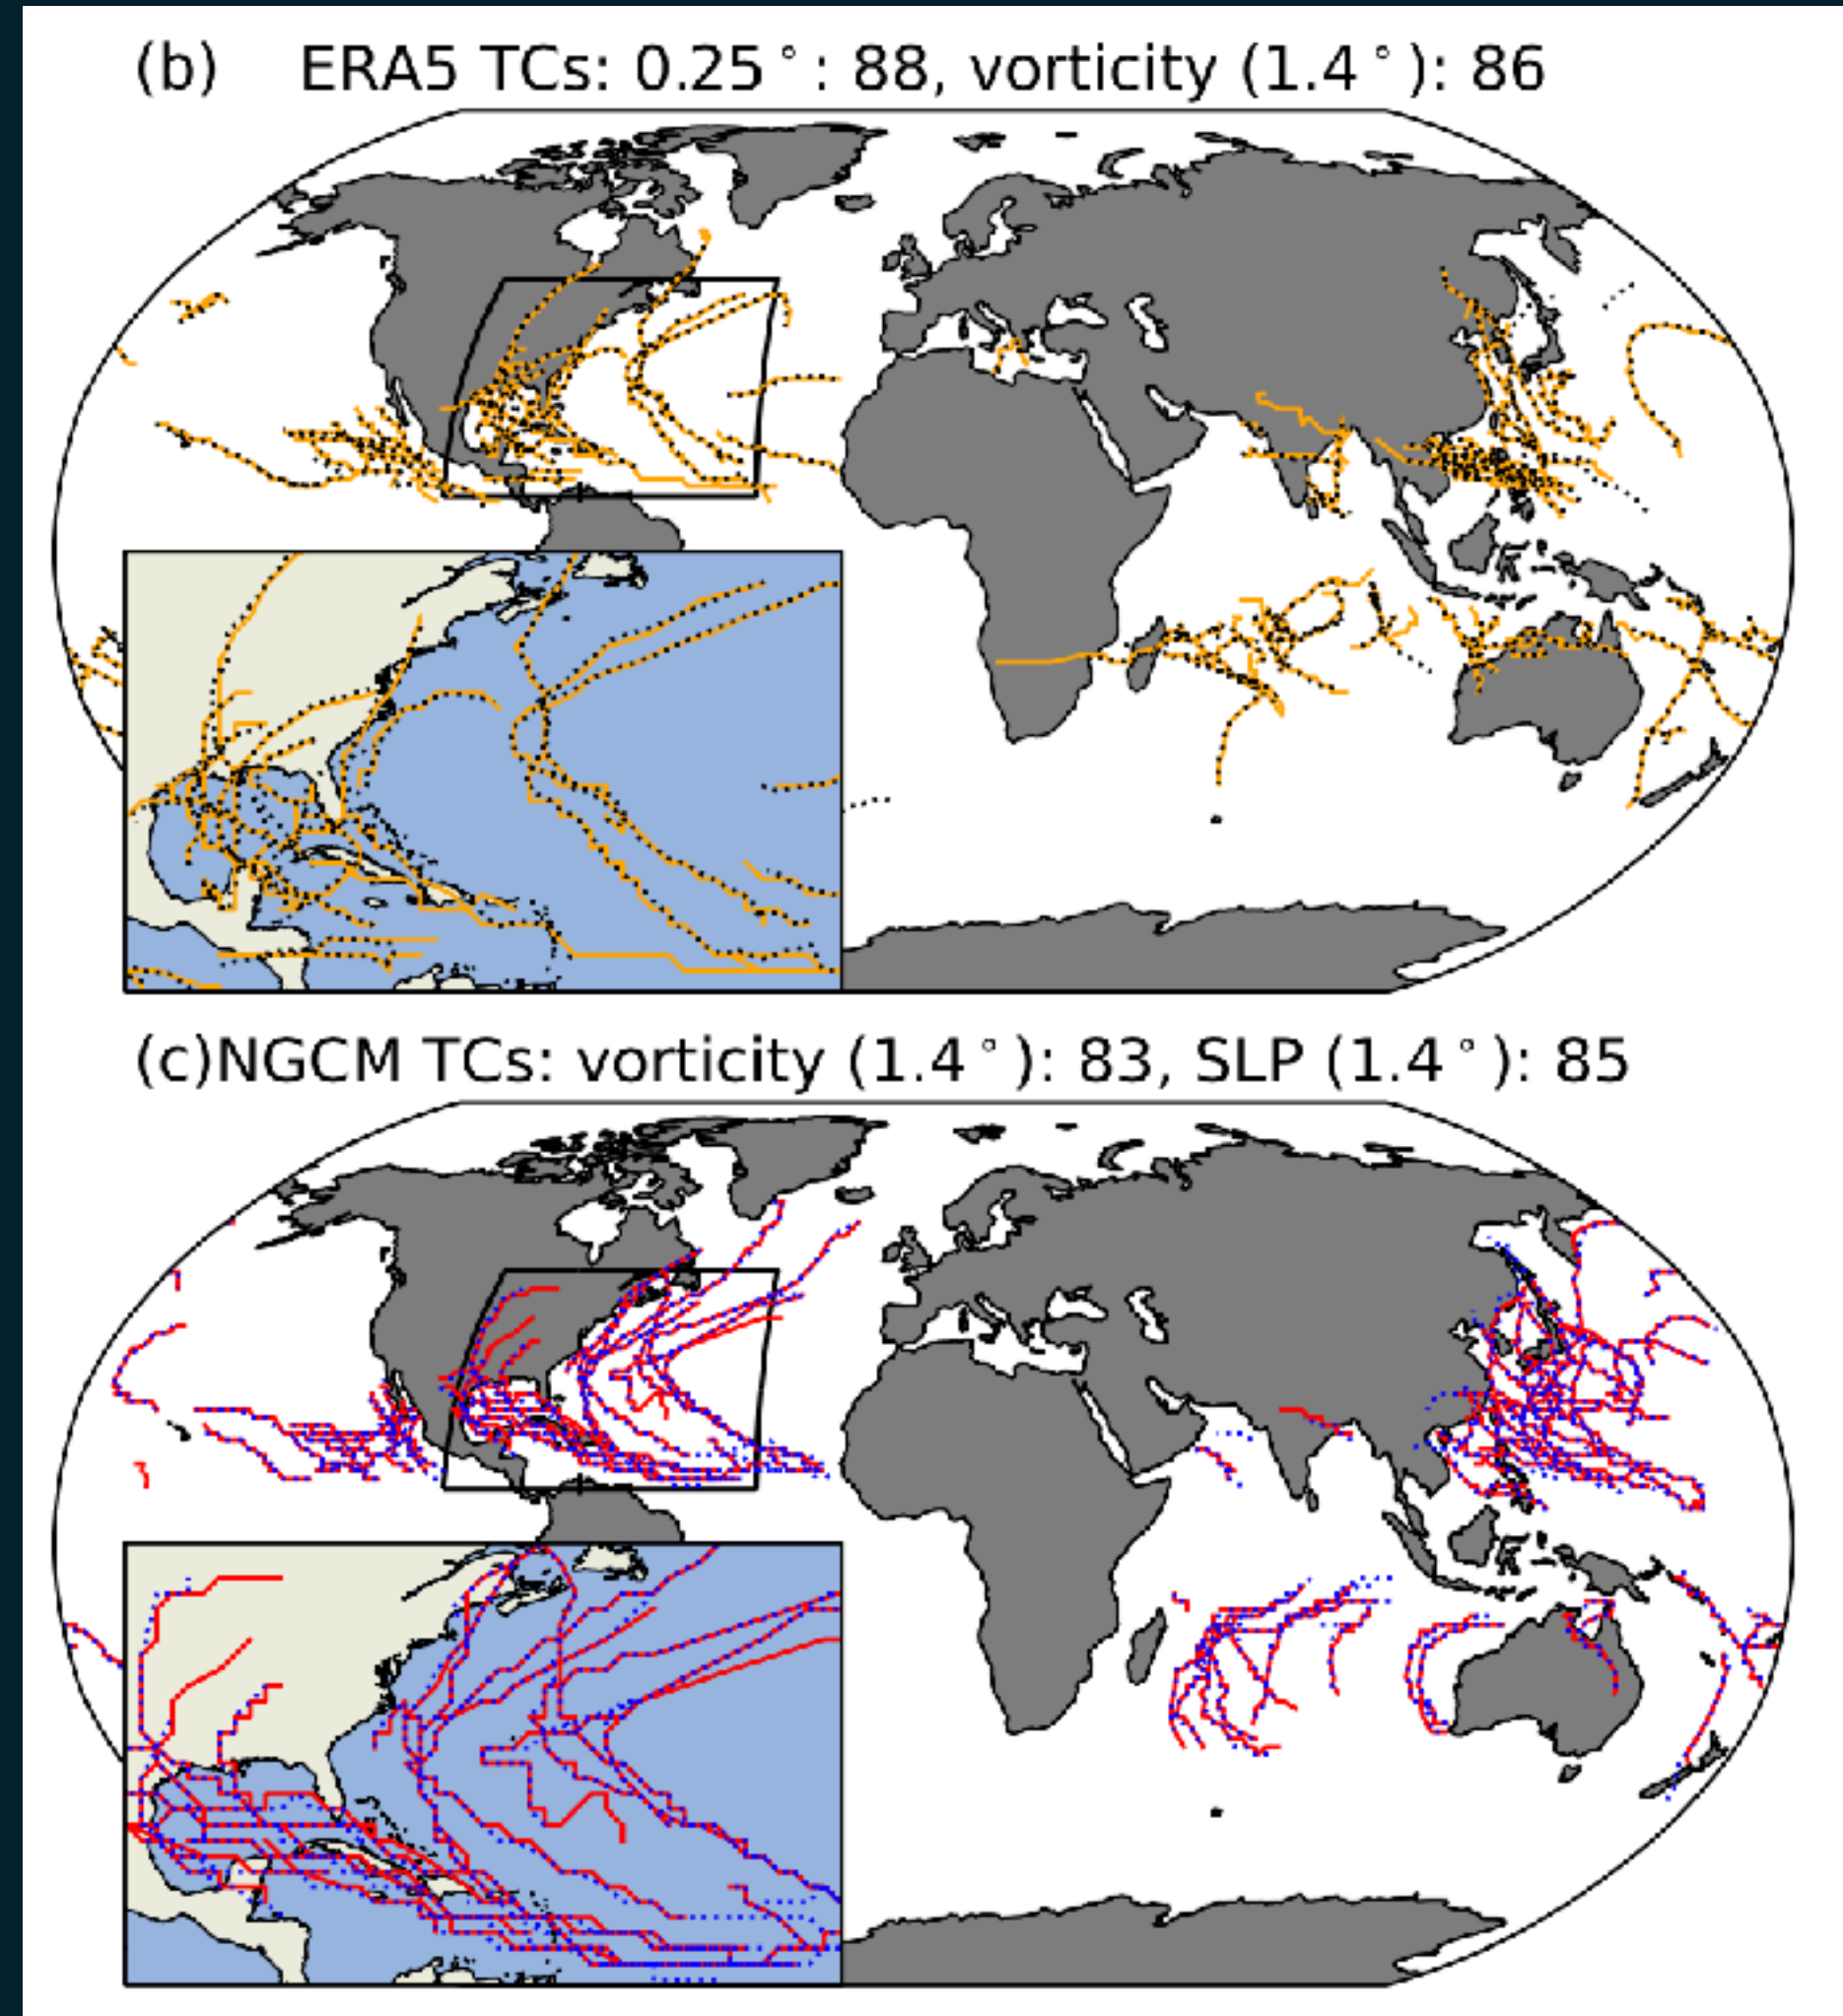 (b) ERA5 TCs: 0.25°: 88, vorticity (1.4°): 86
(c)NGCM TCs: vorticity (1.4°): 83, SLP (1.4°): 85